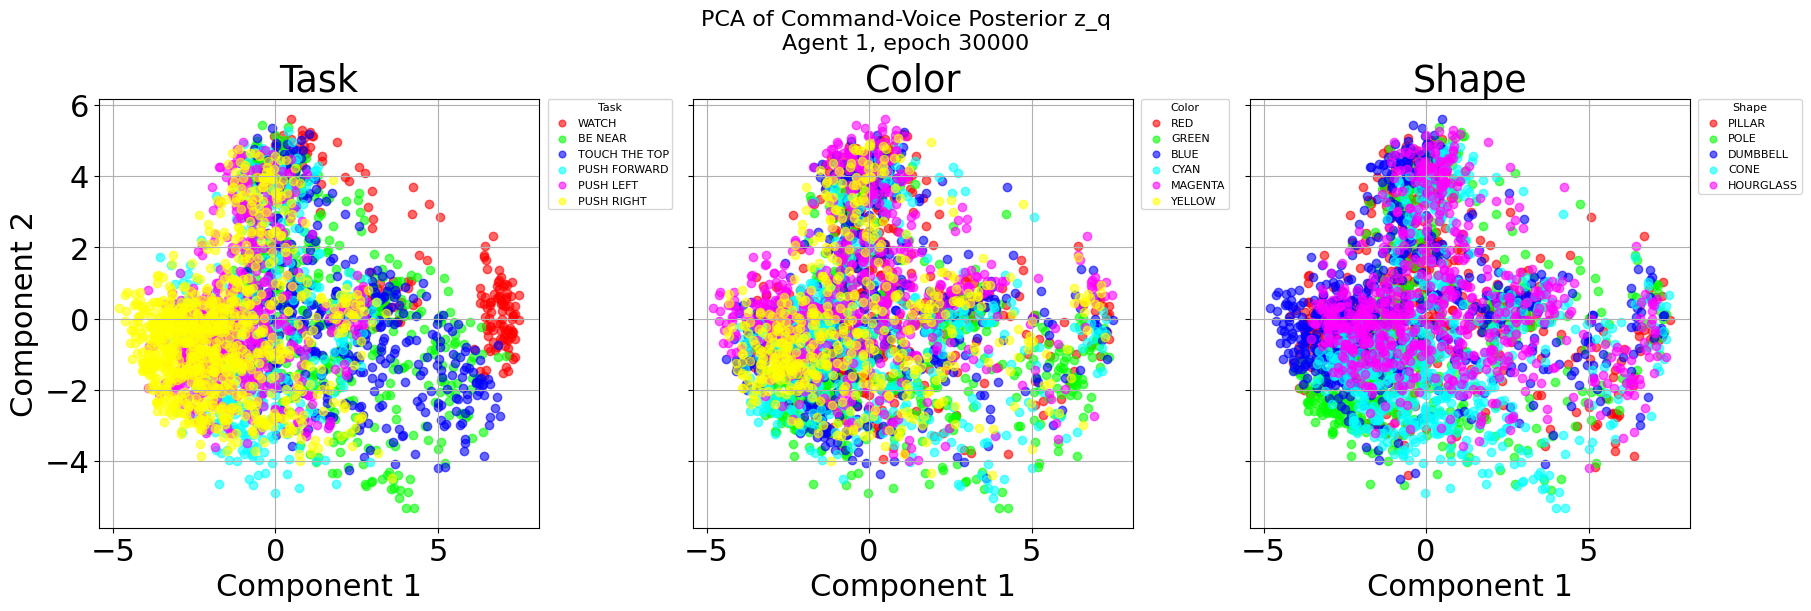 PCA of Command-Voice Posterior z_q
Agent 1, epoch 30000
Task
Color
Shape
Task
WATCH
BE NEAR
TOUCH THE TOP
PUSH FORWARD
PUSH LEFT
PUSH RIGHT
Color
RED
GREEN
BLUE
CYAN
MAGENTA
YELLOW
Shape
PILLAR
POLE
DUMBBELL
CONE
HOURGLASS
Component 2
6
4
2
0
−2
−4
−5 0 5
−5 0 5
−5 0 5
Component 1
Component 1
Component 1